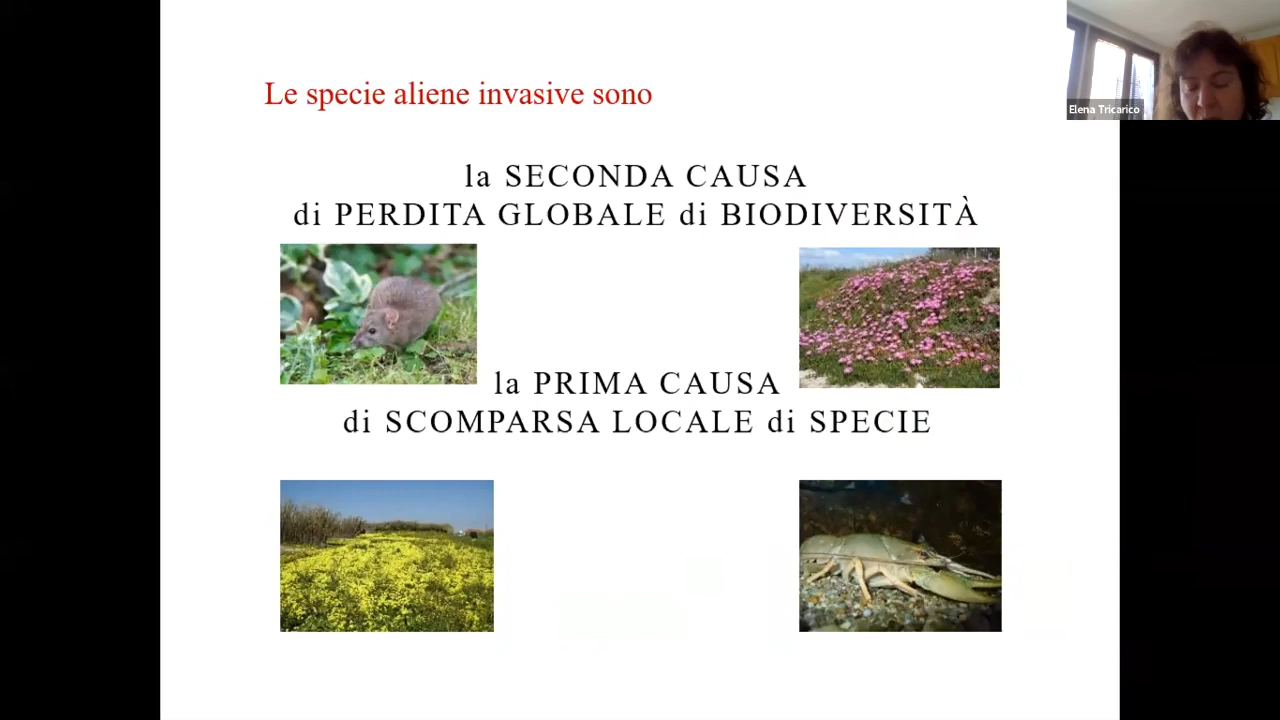 Le specie aliene invasive sono
Elena Tricarico
la SECONDA CAUSA
di PERDITA GLOBALE di BIODIVERSITÀ
la PRIMA CAUSA
di SCOMPARSA LOCALE di SPECIE